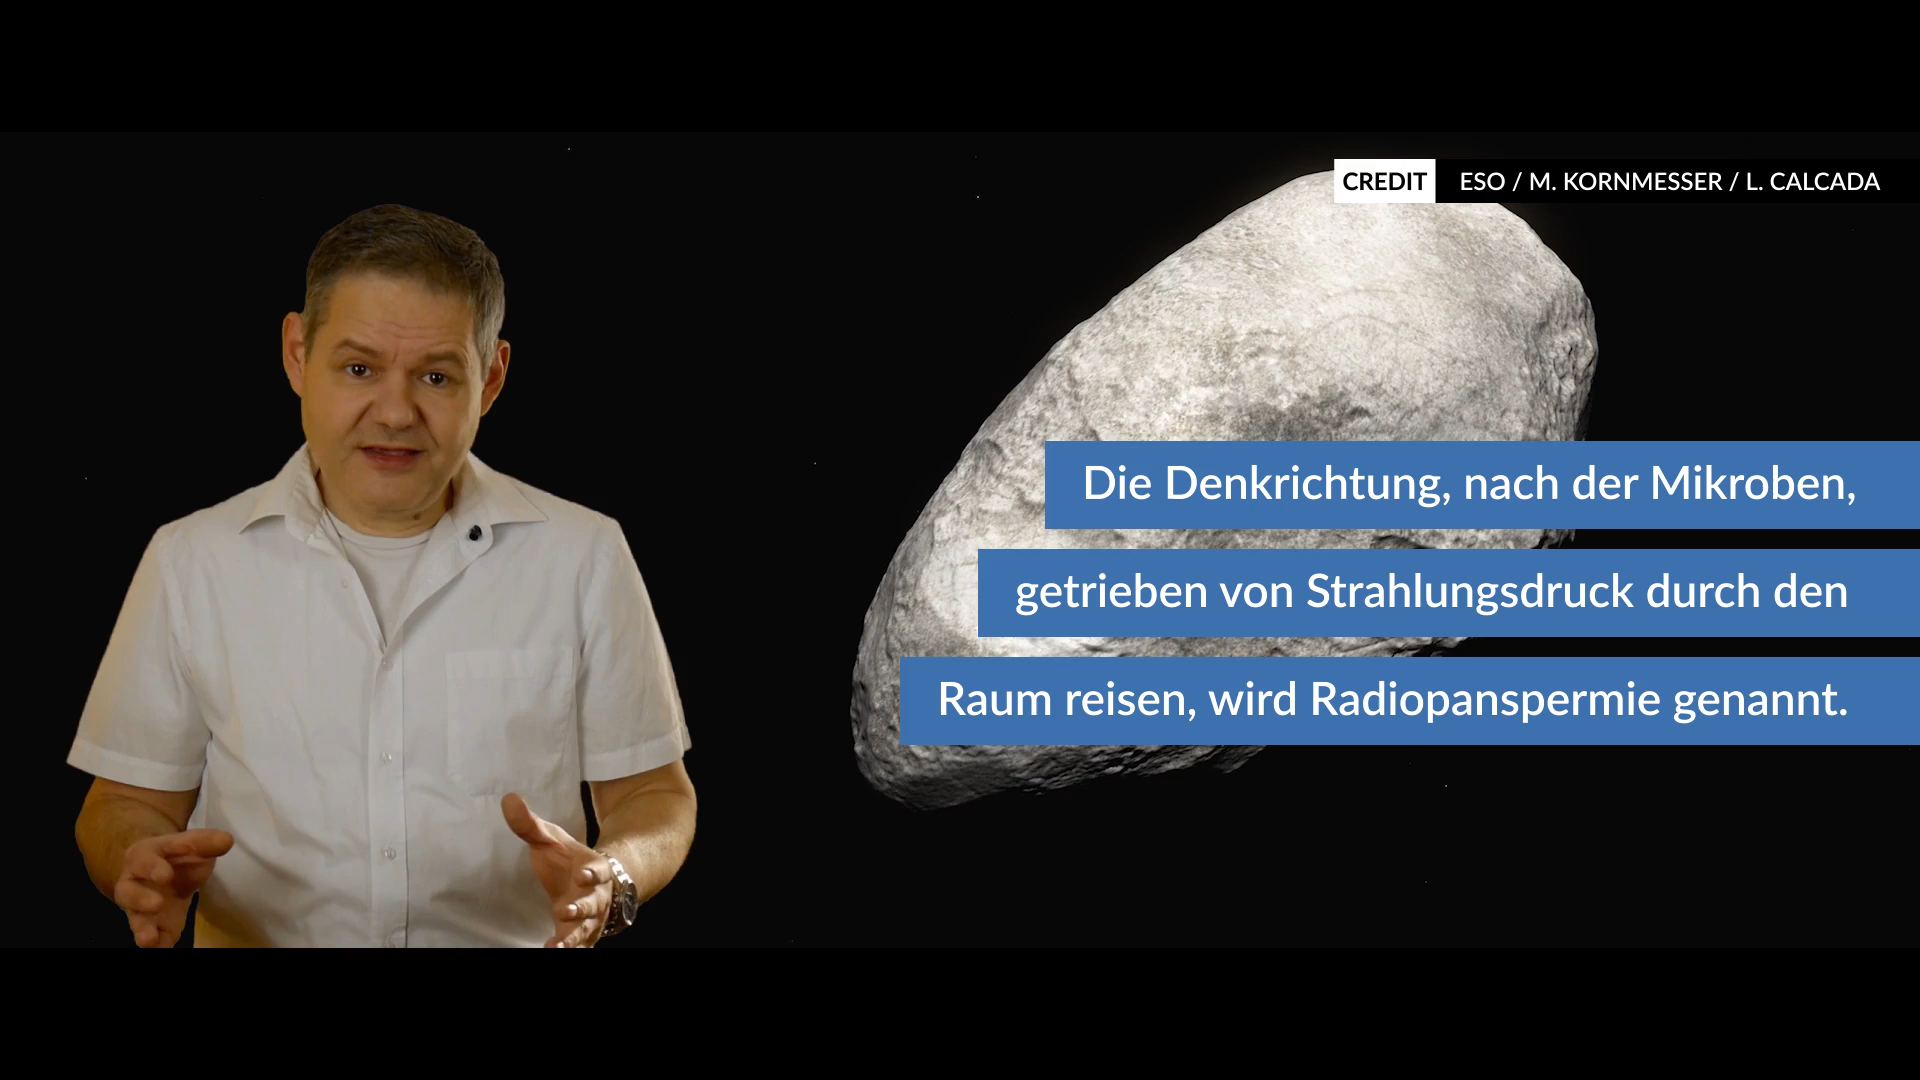 CREDIT ESO / M. KORNMESSER / L. CALCADA
Die Denkrichtung, nach der Mikroben,
getrieben von Strahlungsdruck durch den
Raum reisen, wird Radiopanspermie genannt.